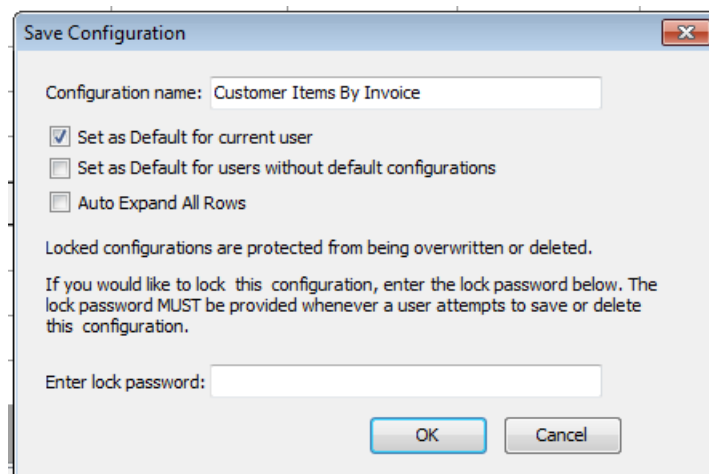 Save Configuration
Configuration name: Customer Items By Invoice
Set as Default for current user
Set as Default for users without default configurations
Auto Expand All Rows
Locked configurations are protected from being overwritten or deleted.
If you would like to lock this configuration, enter the lock password below. The
lock password MUST be provided whenever a user attempts to save or delete
this configuration.
Enter lock password:
OK Cancel